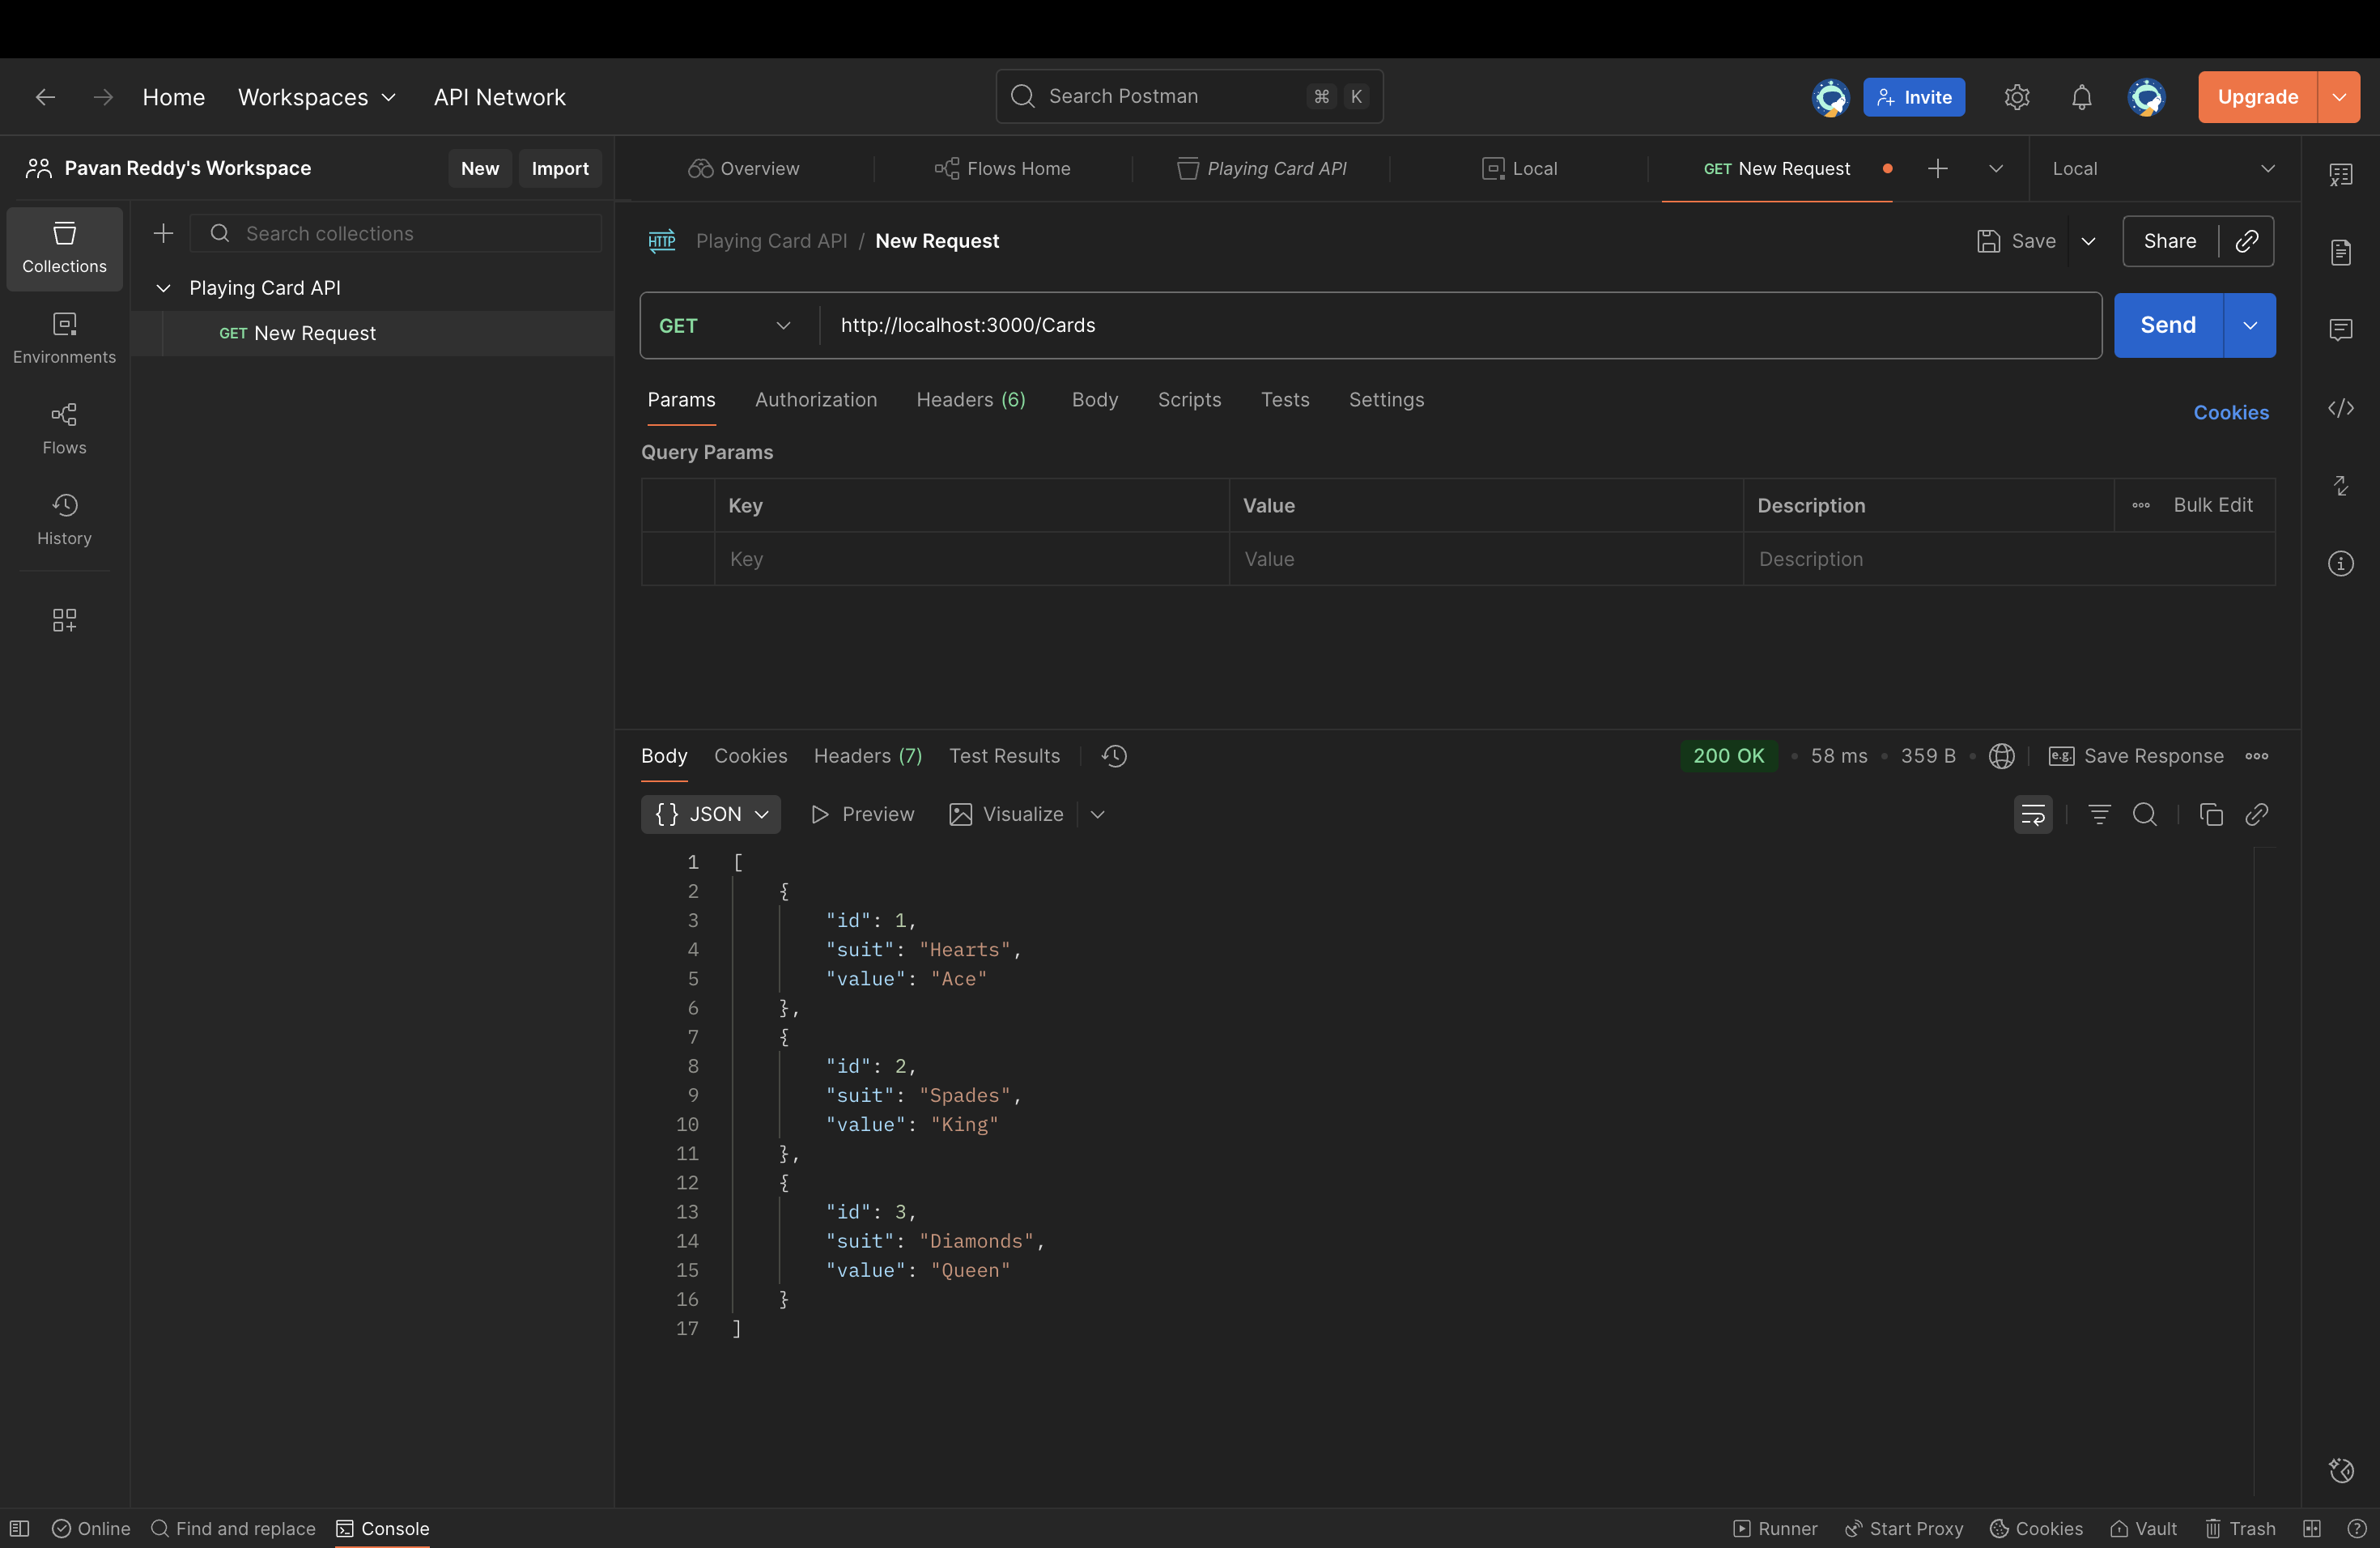 Home Workspaces API Network Search Postman ⌘ K Invite Upgrade
Pavan Reddy's Workspace New Import
Overview Flows Home Playing Card API Local GET New Request Local
Collections
Environments
Flows
History
Search collections
Playing Card API
GET New Request
HTTP Playing Card API / New Request Save Share
GET http://localhost:3000/Cards Send
Params Authorization Headers (6) Body Scripts Tests Settings Cookies
Query Params
Key Value Description Bulk Edit
Key Value Description
Body Cookies Headers (7) Test Results 200 OK • 58 ms • 359 B • e.g. Save Response
{} JSON Preview Visualize
1 [
2 {
3 "id": 1,
4 "suit": "Hearts",
5 "value": "Ace"
6 },
7 {
8 "id": 2,
9 "suit": "Spades",
10 "value": "King"
11 },
12 {
13 "id": 3,
14 "suit": "Diamonds",
15 "value": "Queen"
16 }
17 ]
Online Find and replace Console Runner Start Proxy Cookies Vault Trash